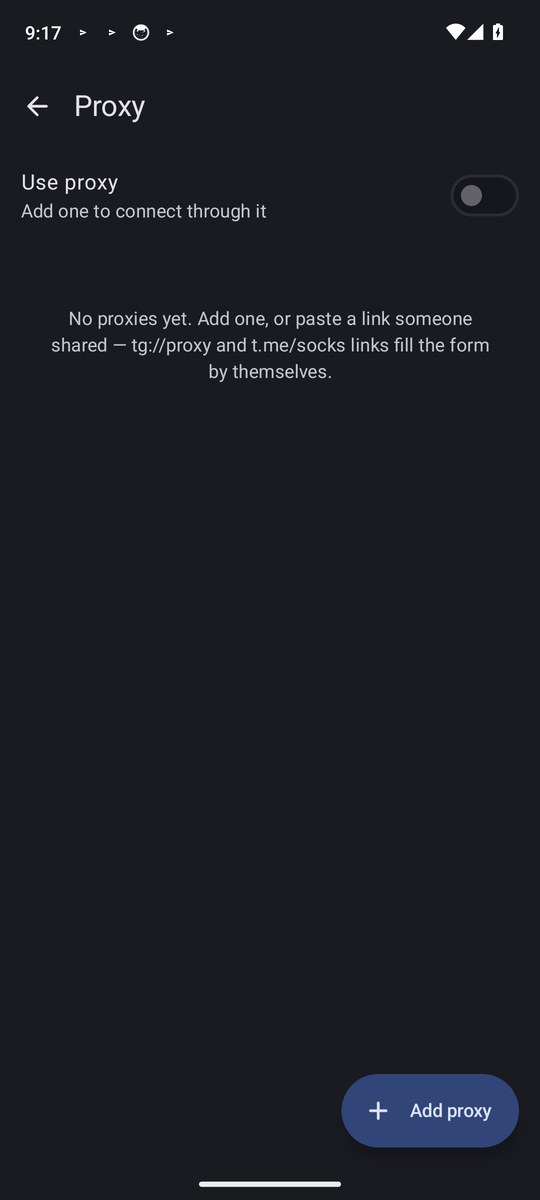 9:17
Proxy
Use proxy
Add one to connect through it
No proxies yet. Add one, or paste a link someone
shared — tg://proxy and t.me/socks links fill the form
by themselves.
Add proxy